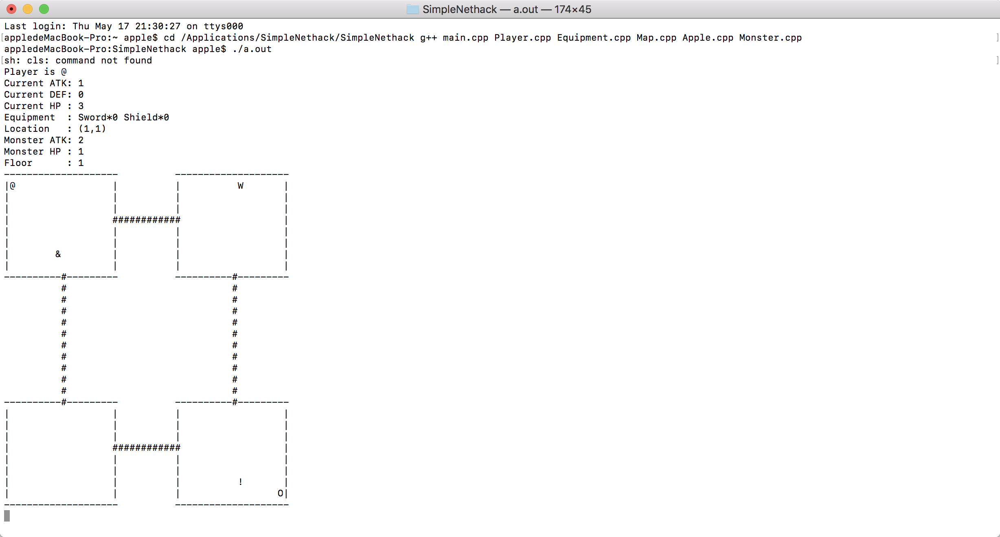 SimpleNethack — a.out — 174×45
Last login: Thu May 17 21:30:27 on ttys000
[appledeMacBook-Pro:~ apple$ cd /Applications/SimpleNethack/SimpleNethack g++ main.cpp Player.cpp Equipment.cpp Map.cpp Apple.cpp Monster.cpp ]
appledeMacBook-Pro:SimpleNethack apple$ ./a.out
[sh: cls: command not found ]
Player is @
Current ATK: 1
Current DEF: 0
Current HP : 3
Equipment  : Sword*0 Shield*0
Location   : (1,1)
Monster ATK: 2
Monster HP : 1
Floor      : 1
--------------------          --------------------
|@                 |          |          W       |
|                  |          |                  |
|                  |          |                  |
|                  ############                  |
|                  |          |                  |
|                  |          |                  |
|        &         |          |                  |
|                  |          |                  |
----------#---------          ----------#---------
          #                             #
          #                             #
          #                             #
          #                             #
          #                             #
          #                             #
          #                             #
          #                             #
          #                             #
          #                             #
----------#---------          ----------#---------
|                  |          |                  |
|                  |          |                  |
|                  |          |                  |
|                  ############                  |
|                  |          |                  |
|                  |          |                  |
|                  |          |          !       |
|                  |          |                 O|
--------------------          --------------------